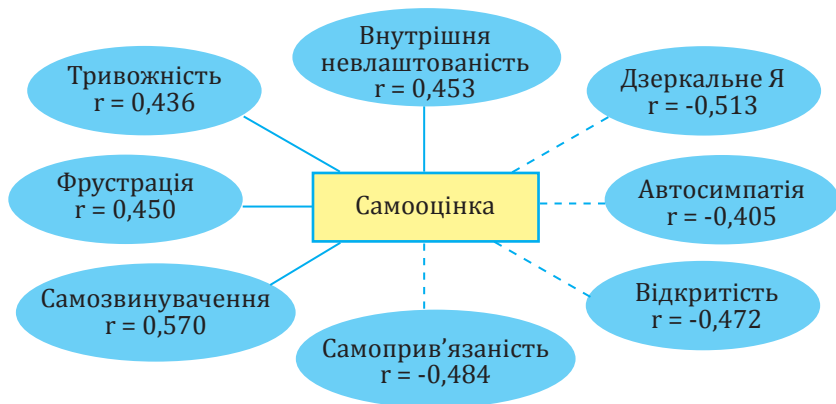 Внутрішня
невлаштованість
r = 0,453
Тривожність
r = 0,436
Дзеркальне Я
r = -0,513
Фрустрація
r = 0,450
Самооцінка
Автосимпатія
r = -0,405
Самозвинувачення
r = 0,570
Відкритість
r = -0,472
Самоприв’язаність
r = -0,484